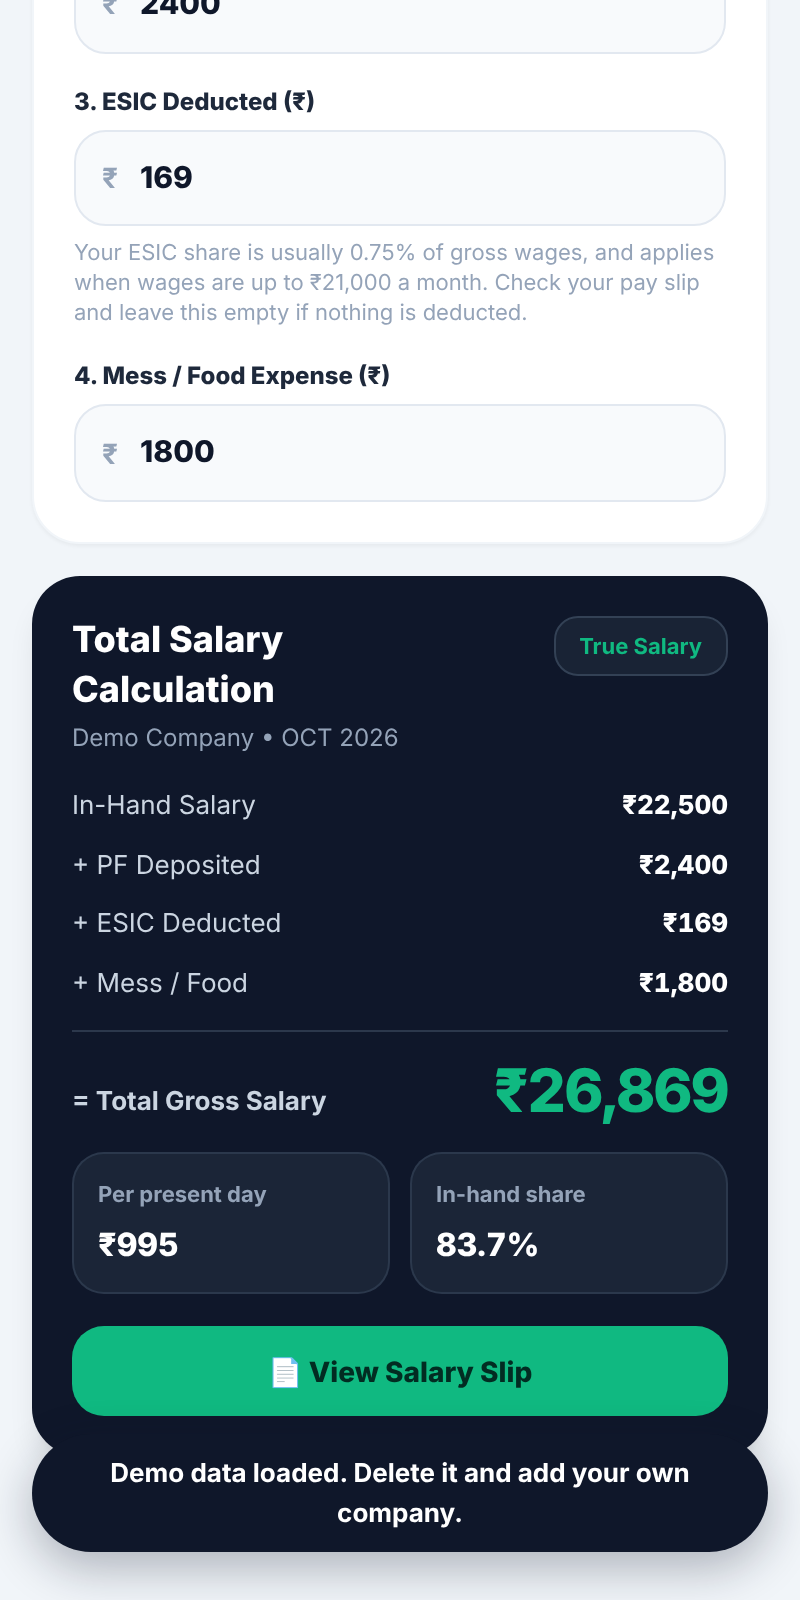 ₹ 2400
3. ESIC Deducted (₹)
₹ 169
Your ESIC share is usually 0.75% of gross wages, and applies
when wages are up to ₹21,000 a month. Check your pay slip
and leave this empty if nothing is deducted.
4. Mess / Food Expense (₹)
₹ 1800
Total Salary
Calculation
True Salary
Demo Company • OCT 2026
In-Hand Salary ₹22,500
+ PF Deposited ₹2,400
+ ESIC Deducted ₹169
+ Mess / Food ₹1,800
= Total Gross Salary ₹26,869
Per present day
₹995
In-hand share
83.7%
📄 View Salary Slip
Demo data loaded. Delete it and add your own
company.